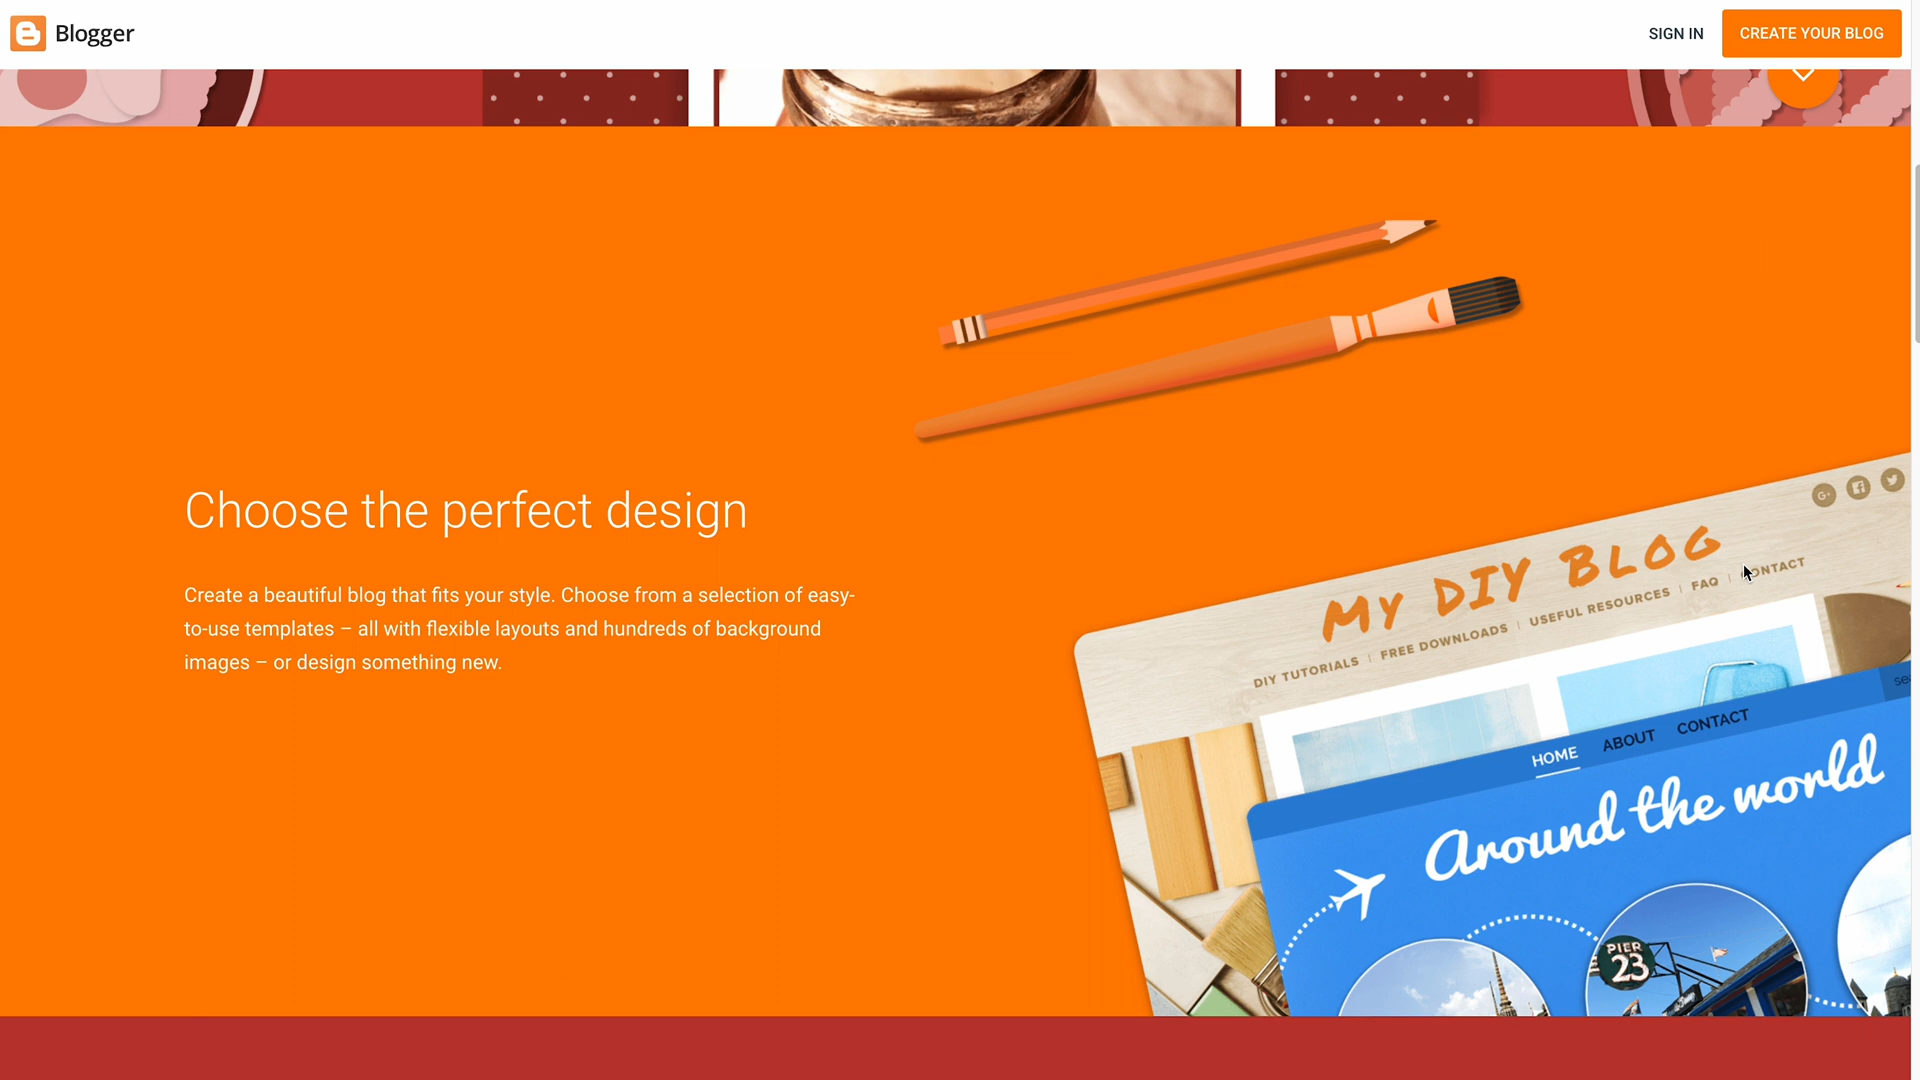 Blogger
SIGN IN
CREATE YOUR BLOG
Choose the perfect design
Create a beautiful blog that fits your style. Choose from a selection of easy-
to-use templates – all with flexible layouts and hundreds of background
images – or design something new.
MY DIY BLOG
DIY TUTORIALS | FREE DOWNLOADS | USEFUL RESOURCES | FAQ | CONTACT
HOME ABOUT CONTACT
Around the world
PIER
23